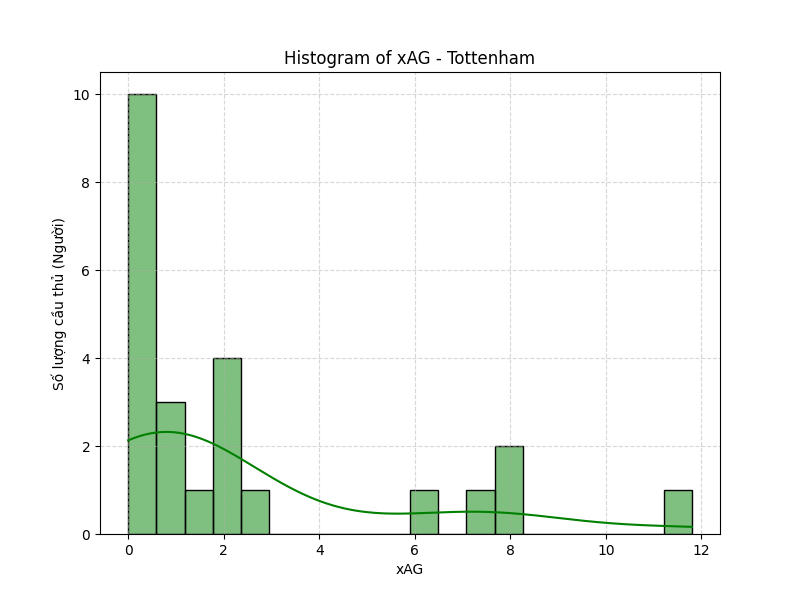 Histogram of xAG - Tottenham
Số lượng cầu thủ (Người)
10
8
6
4
2
0
0 2 4 6 8 10 12
xAG